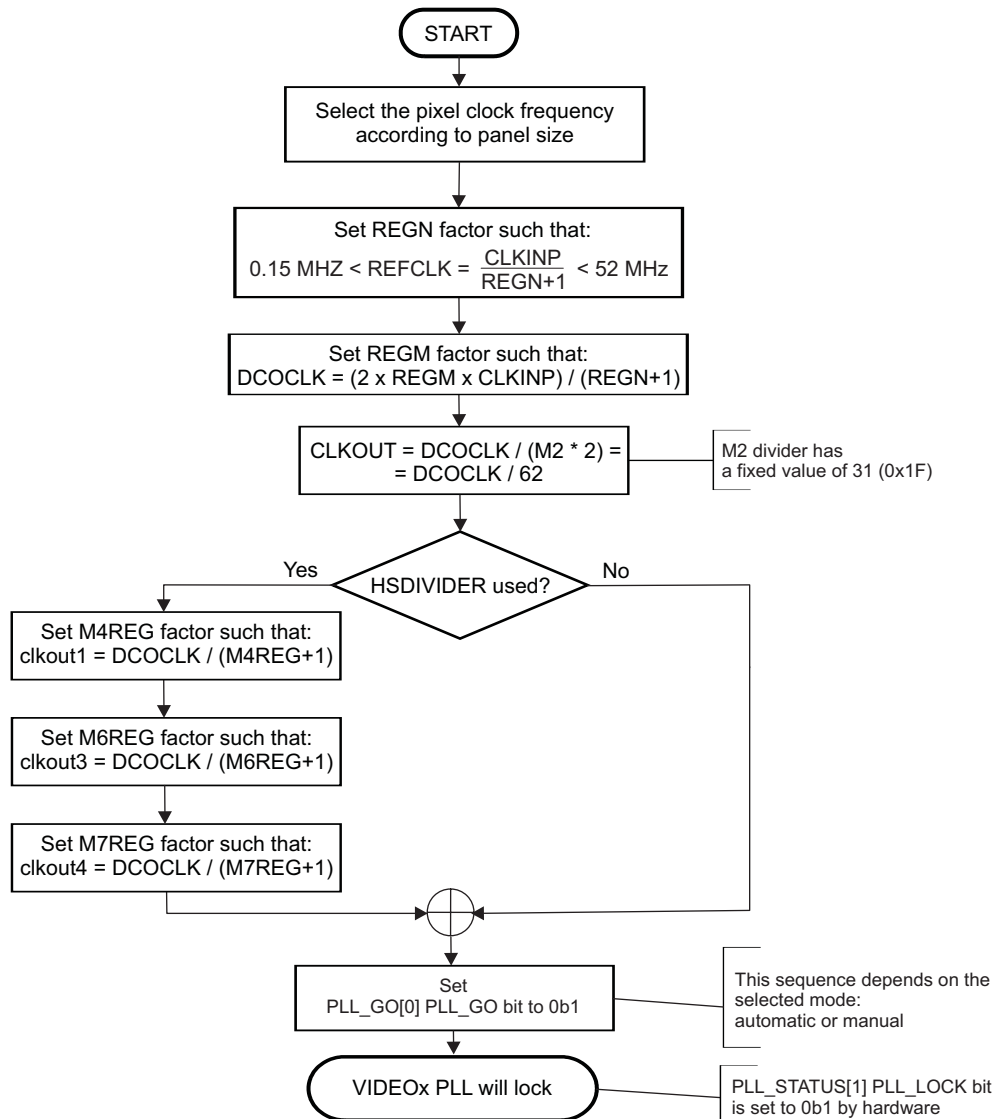 START
Select the pixel clock frequency
according to panel size
Set REGN factor such that:
0.15 MHZ < REFCLK = CLKINP / REGN+1 < 52 MHz
Set REGM factor such that:
DCOCLK = (2 x REGM x CLKINP) / (REGN+1)
CLKOUT = DCOCLK / (M2 * 2) =
= DCOCLK / 62
M2 divider has
a fixed value of 31 (0x1F)
HSDIVIDER used?
Yes
No
Set M4REG factor such that:
clkout1 = DCOCLK / (M4REG+1)
Set M6REG factor such that:
clkout3 = DCOCLK / (M6REG+1)
Set M7REG factor such that:
clkout4 = DCOCLK / (M7REG+1)
Set
PLL_GO[0] PLL_GO bit to 0b1
This sequence depends on the
selected mode:
automatic or manual
VIDEOx PLL will lock
PLL_STATUS[1] PLL_LOCK bit
is set to 0b1 by hardware